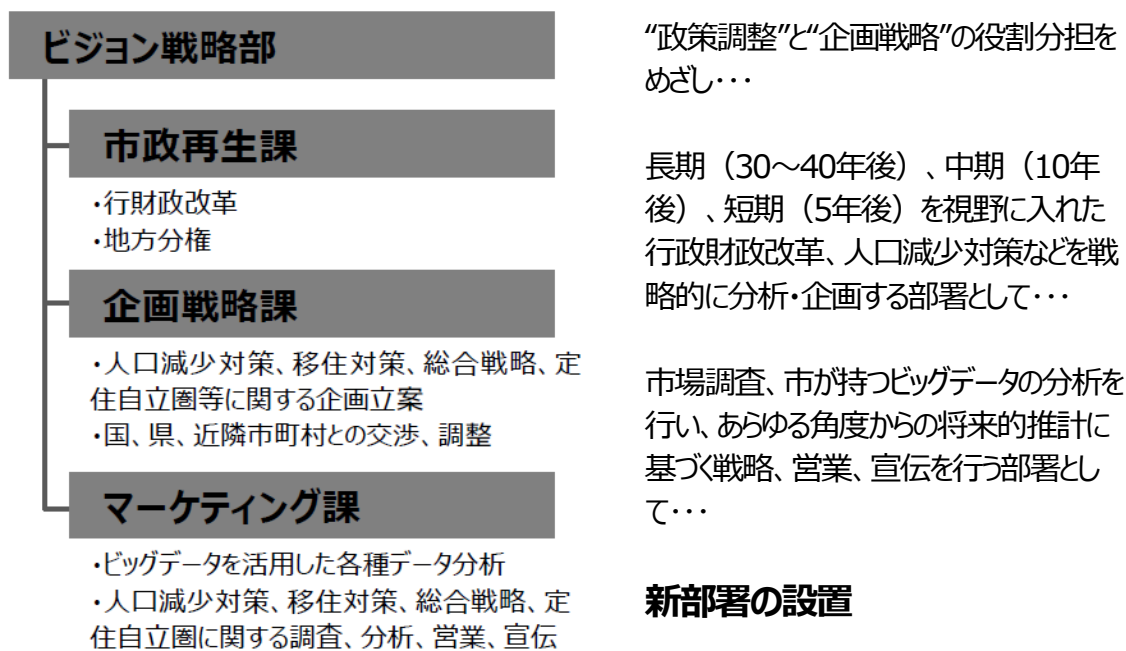 ビジョン戦略部
市政再生課
・行財政改革
・地方分権
企画戦略課
・人口減少対策、移住対策、総合戦略、定
住自立圏等に関する企画立案
・国、県、近隣市町村との交渉、調整
マーケティング課
・ビッグデータを活用した各種データ分析
・人口減少対策、移住対策、総合戦略、定
住自立圏に関する調査、分析、営業、宣伝
“政策調整”と“企画戦略”の役割分担を
めざし・・・
長期（30～40年後）、中期（10年
後）、短期（5年後）を視野に入れた
行政財政改革、人口減少対策などを戦
略的に分析・企画する部署として・・・
市場調査、市が持つビッグデータの分析を
行い、あらゆる角度からの将来的推計に
基づく戦略、営業、宣伝を行う部署とし
て・・・
新部署の設置